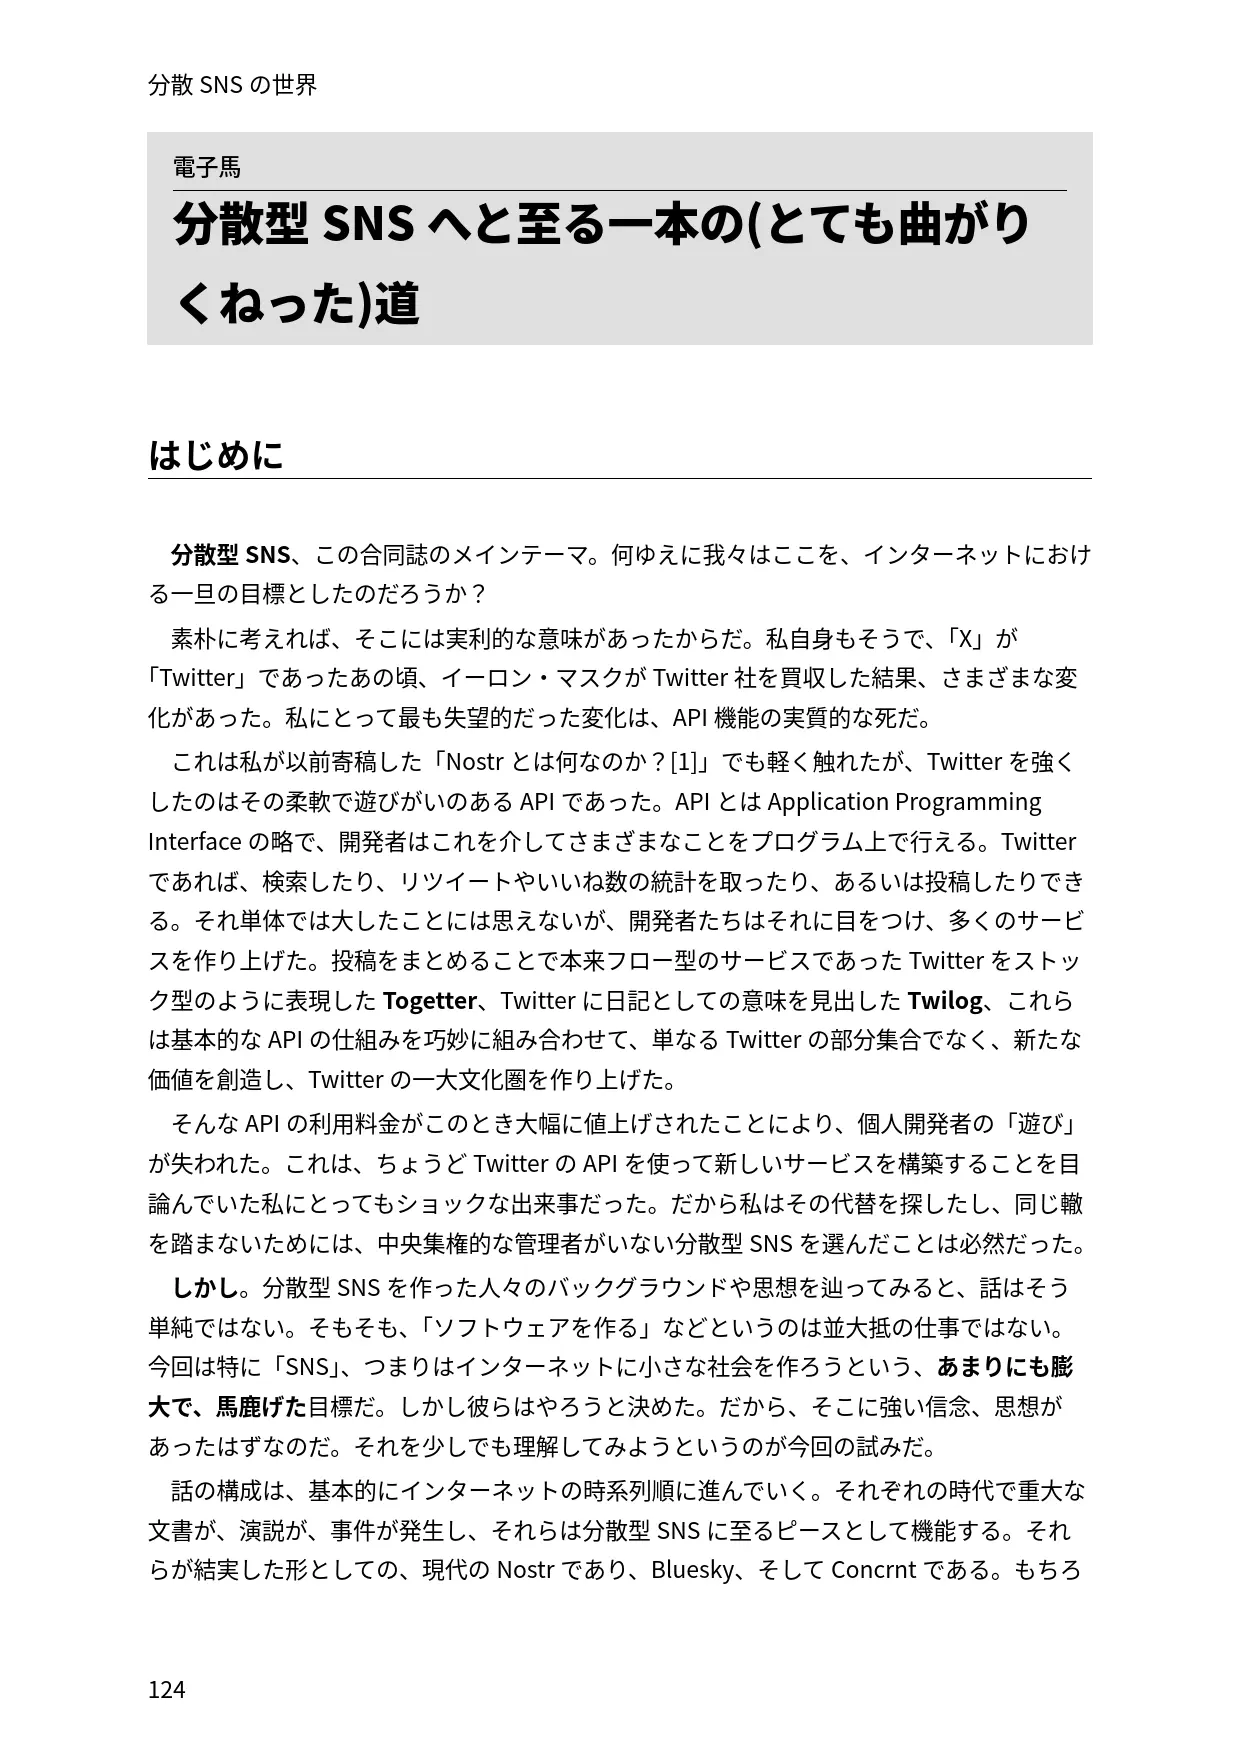 分散 SNS の世界
電子馬
分散型 SNS へと至る一本の(とても曲がり
くねった)道
はじめに
分散型 SNS、この合同誌のメインテーマ。何ゆえに我々はここを、インターネットにおけ
る一旦の目標としたのだろうか？
素朴に考えれば、そこには実利的な意味があったからだ。私自身もそうで、「X」が
「Twitter」であったあの頃、イーロン・マスクが Twitter 社を買収した結果、さまざまな変
化があった。私にとって最も失望的だった変化は、API 機能の実質的な死だ。
これは私が以前寄稿した「Nostr とは何なのか？[1]」でも軽く触れたが、Twitter を強く
したのはその柔軟で遊びがいのある API であった。API とは Application Programming
Interface の略で、開発者はこれを介してさまざまなことをプログラム上で行える。Twitter
であれば、検索したり、リツイートやいいね数の統計を取ったり、あるいは投稿したりでき
る。それ単体では大したことには思えないが、開発者たちはそれに目をつけ、多くのサービ
スを作り上げた。投稿をまとめることで本来フロー型のサービスであった Twitter をストッ
ク型のように表現した Togetter、Twitter に日記としての意味を見出した Twilog、これら
は基本的な API の仕組みを巧妙に組み合わせて、単なる Twitter の部分集合でなく、新たな
価値を創造し、Twitter の一大文化圏を作り上げた。
そんな API の利用料金がこのとき大幅に値上げされたことにより、個人開発者の「遊び」
が失われた。これは、ちょうど Twitter の API を使って新しいサービスを構築することを目
論んでいた私にとってもショックな出来事だった。だから私はその代替を探したし、同じ轍
を踏まないためには、中央集権的な管理者がいない分散型 SNS を選んだことは必然だった。
しかし。分散型 SNS を作った人々のバックグラウンドや思想を辿ってみると、話はそう
単純ではない。そもそも、「ソフトウェアを作る」などというのは並大抵の仕事ではない。
今回は特に「SNS」、つまりはインターネットに小さな社会を作ろうという、あまりにも膨
大で、馬鹿げた目標だ。しかし彼らはやろうと決めた。だから、そこに強い信念、思想が
あったはずなのだ。それを少しでも理解してみようというのが今回の試みだ。
話の構成は、基本的にインターネットの時系列順に進んでいく。それぞれの時代で重大な
文書が、演説が、事件が発生し、それらは分散型 SNS に至るピースとして機能する。それ
らが結実した形としての、現代の Nostr であり、Bluesky、そして Concrnt である。もちろ
124